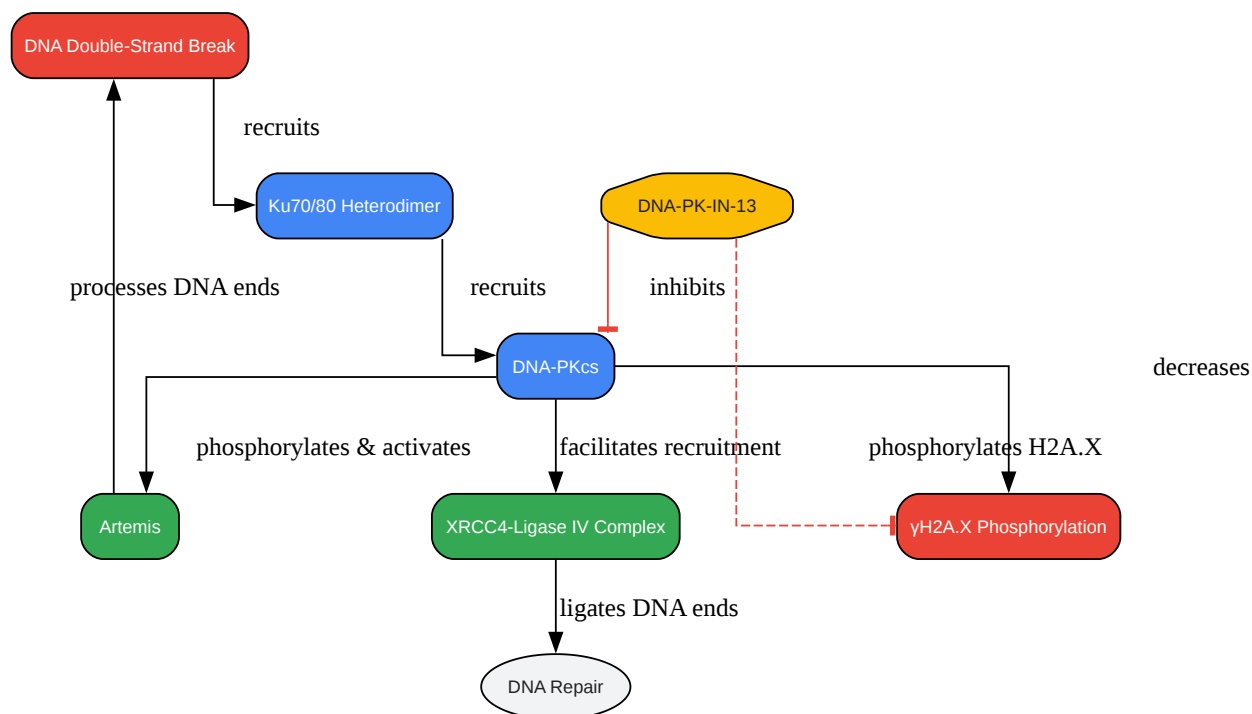 DNA Double-Strand Break
recruits
Ku70/80 Heterodimer
DNA-PK-IN-13
processes DNA ends
recruits
inhibits
DNA-PKcs
decreases
phosphorylates & activates
facilitates recruitment
phosphorylates H2A.X
Artemis
XRCC4-Ligase IV Complex
γH2A.X Phosphorylation
ligates DNA ends
DNA Repair